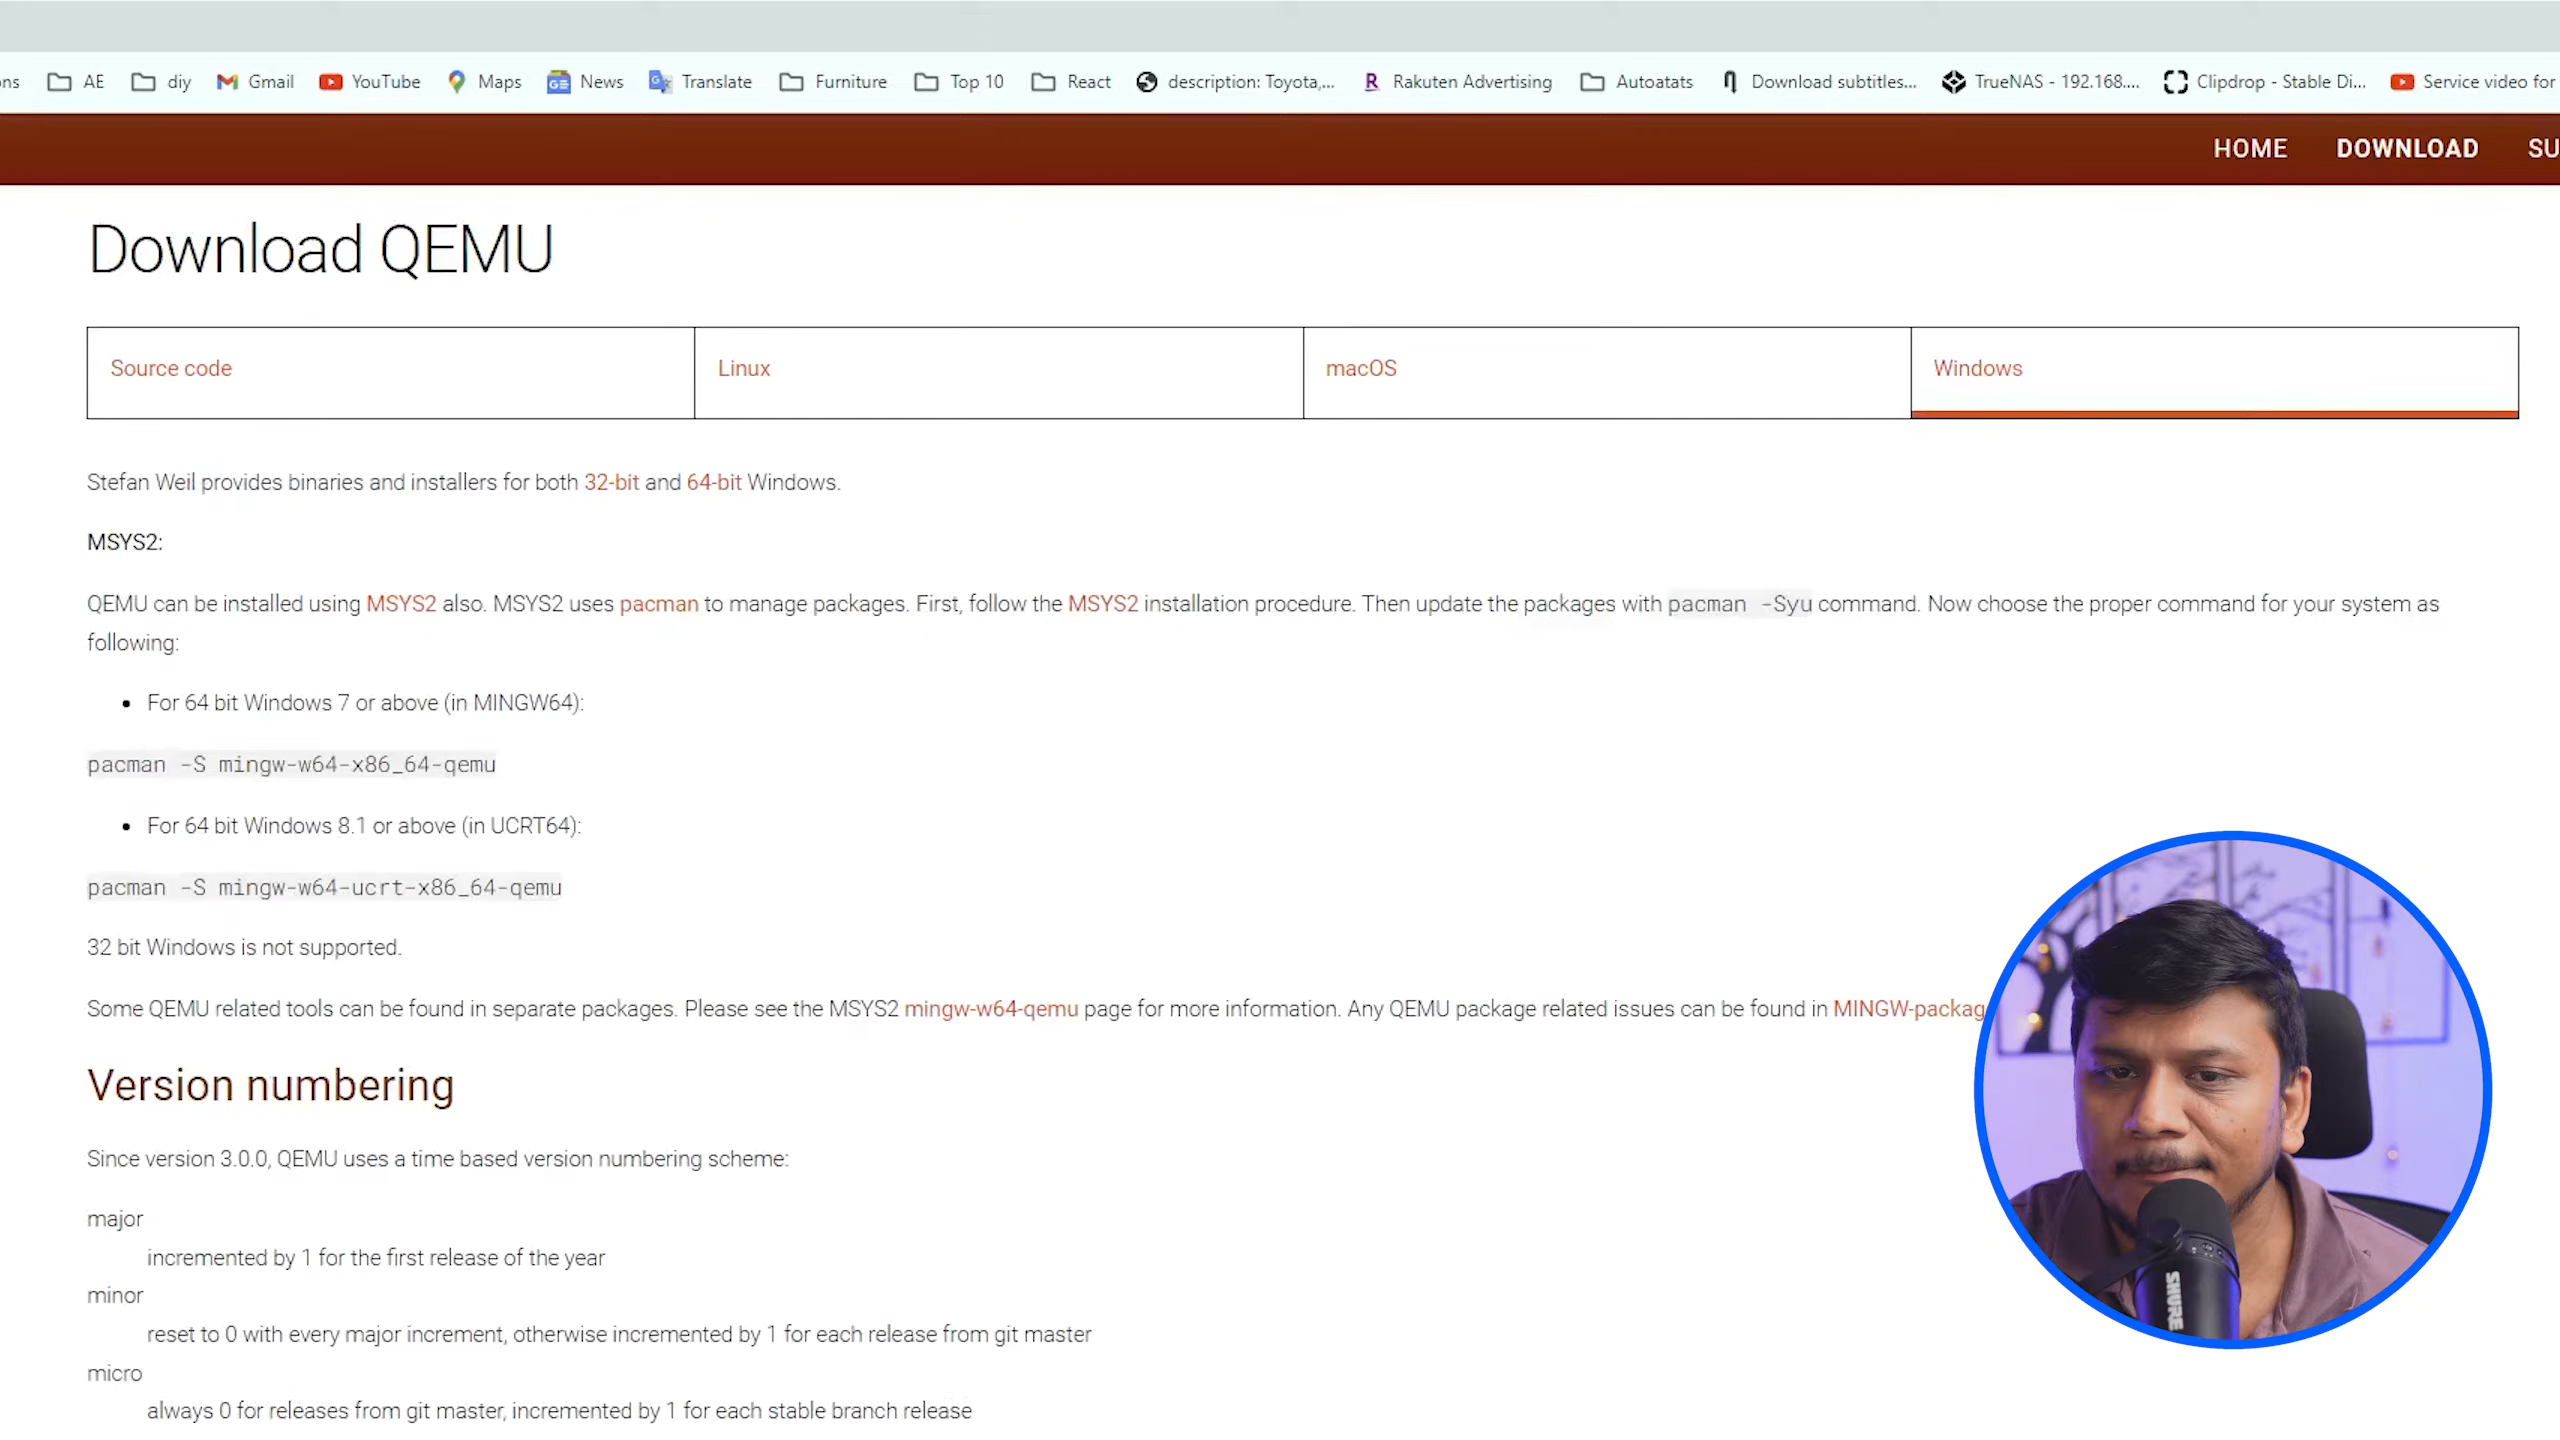 ns AE diy Gmail YouTube Maps News Translate Furniture Top 10 React description: Toyota,... Rakuten Advertising Autoatats Download subtitles... TrueNAS - 192.168.... Clipdrop - Stable Di... Service video for
HOME DOWNLOAD SU
Download QEMU
Source code Linux macOS Windows
Stefan Weil provides binaries and installers for both 32-bit and 64-bit Windows.
MSYS2:
QEMU can be installed using MSYS2 also. MSYS2 uses pacman to manage packages. First, follow the MSYS2 installation procedure. Then update the packages with pacman -Syu command. Now choose the proper command for your system as
following:
• For 64 bit Windows 7 or above (in MINGW64):
pacman -S mingw-w64-x86_64-qemu
• For 64 bit Windows 8.1 or above (in UCRT64):
pacman -S mingw-w64-ucrt-x86_64-qemu
32 bit Windows is not supported.
Some QEMU related tools can be found in separate packages. Please see the MSYS2 mingw-w64-qemu page for more information. Any QEMU package related issues can be found in MINGW-packag
Version numbering
Since version 3.0.0, QEMU uses a time based version numbering scheme:
major
incremented by 1 for the first release of the year
minor
reset to 0 with every major increment, otherwise incremented by 1 for each release from git master
micro
always 0 for releases from git master, incremented by 1 for each stable branch release
SHURE